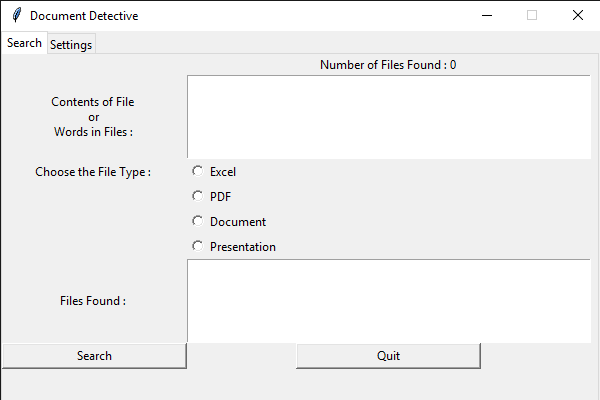 Document Detective
Search
Settings
Number of Files Found : 0
Contents of File
or
Words in Files :
Choose the File Type :
Excel
PDF
Document
Presentation
Files Found :
Search
Quit